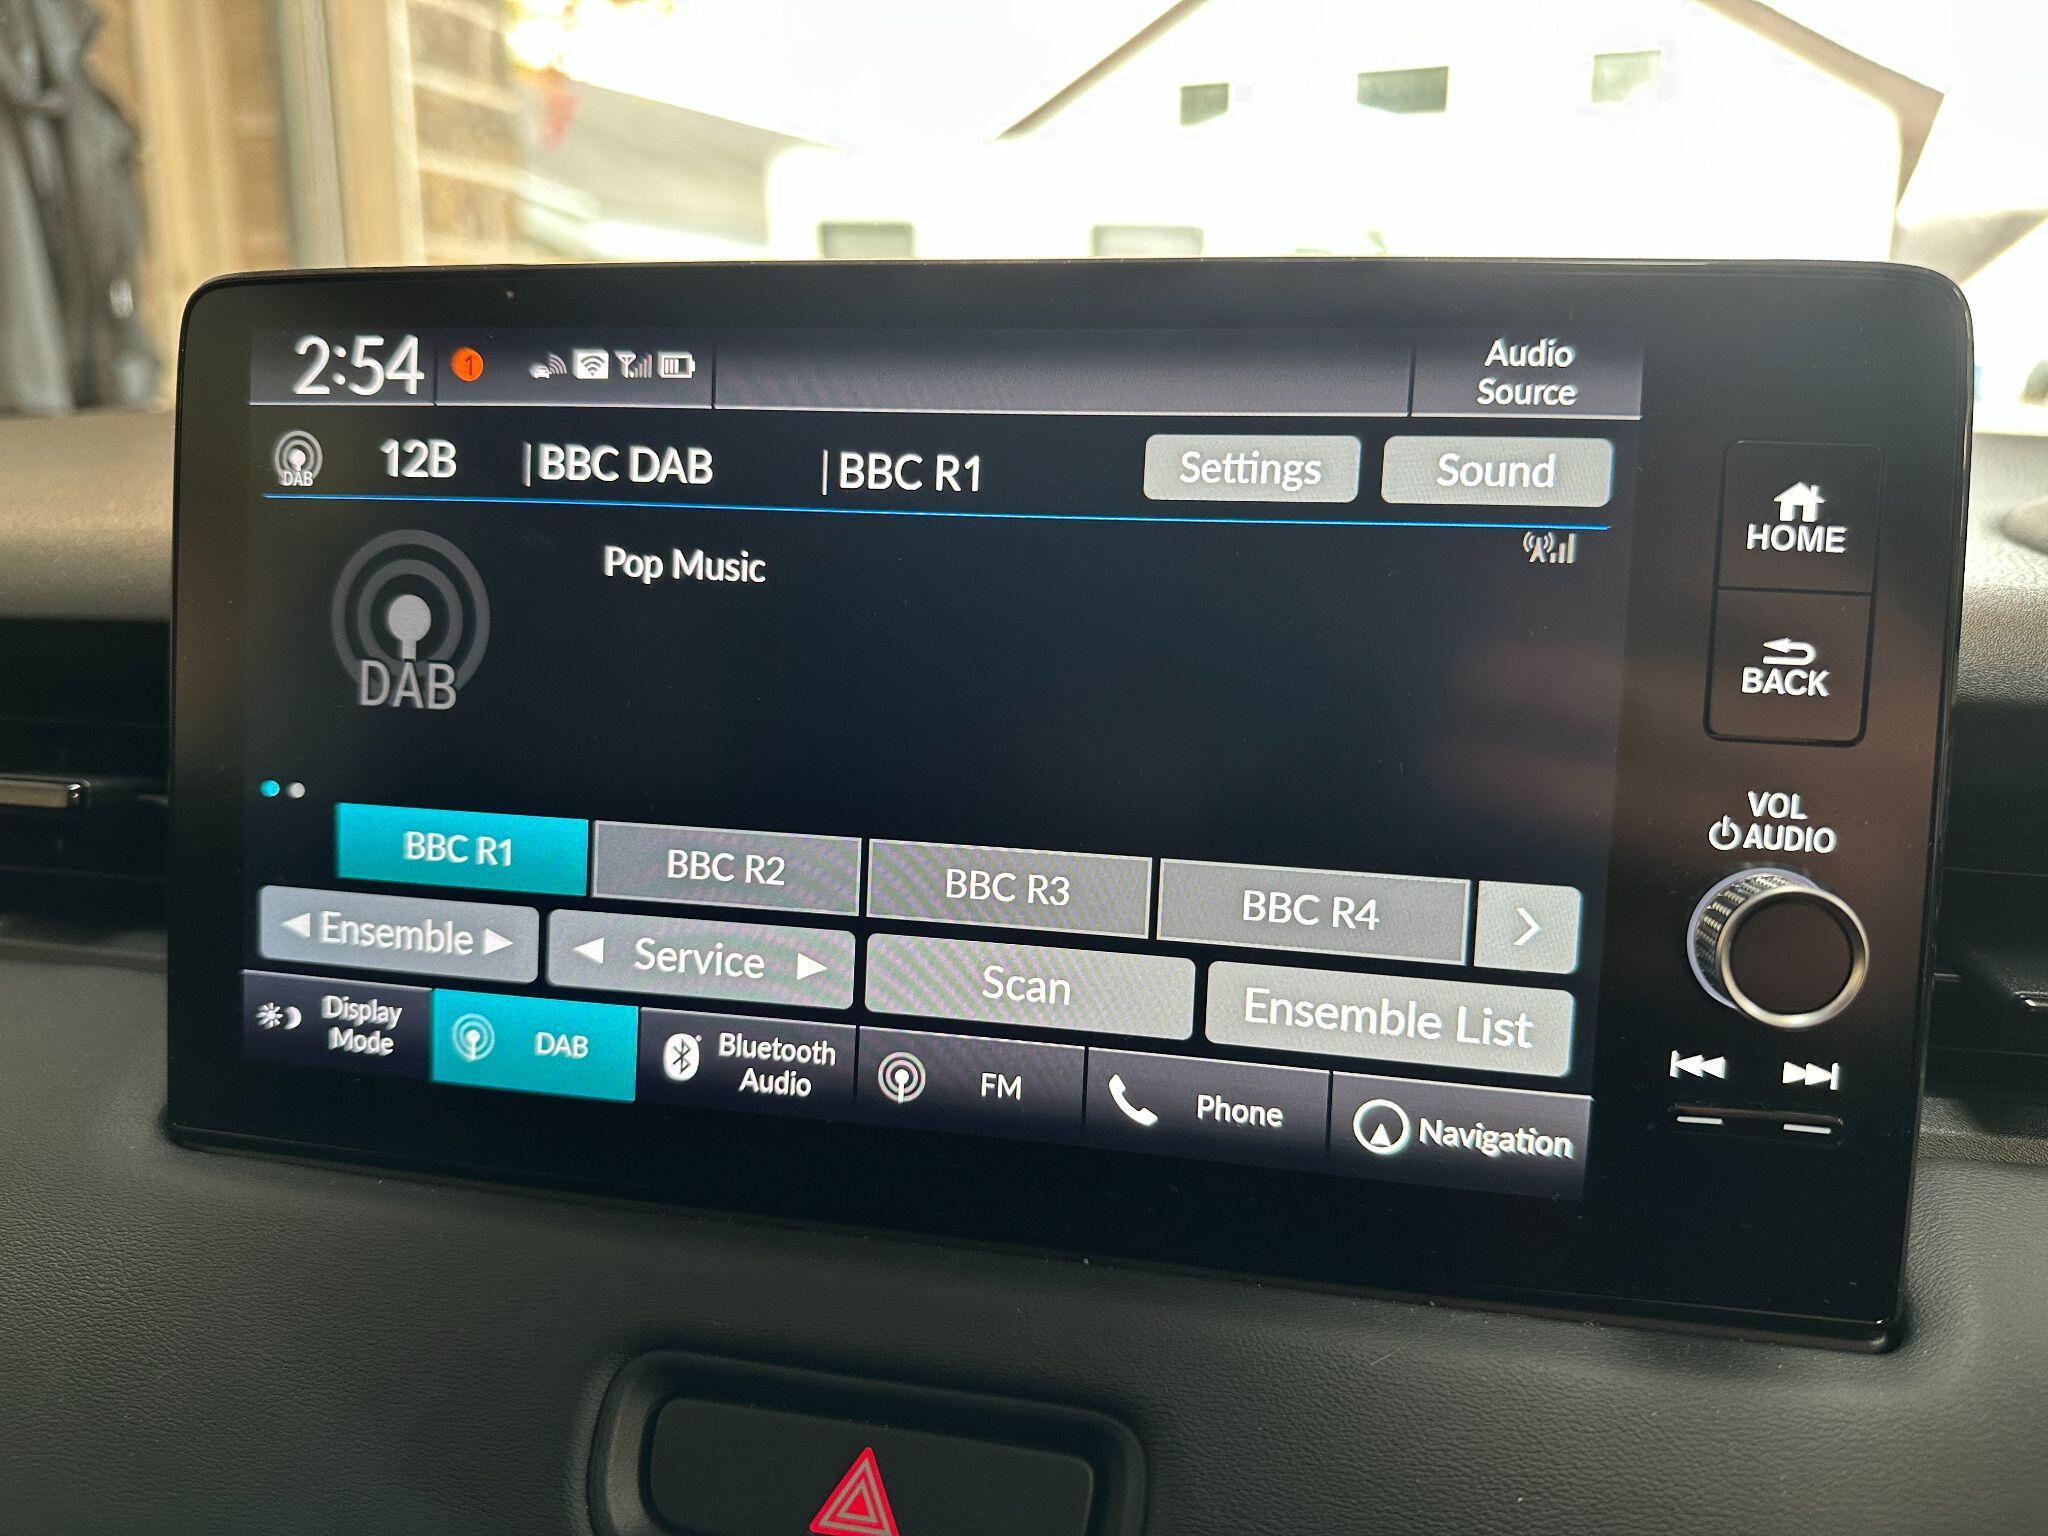 2:54
1
Audio
Source
DAB
12B
|BBC DAB
|BBC R1
Settings
Sound
Pop Music
DAB
HOME
BACK
VOL
AUDIO
BBC R1
BBC R2
BBC R3
BBC R4
Ensemble
Service
Scan
Ensemble List
Display
Mode
DAB
Bluetooth
Audio
FM
Phone
Navigation